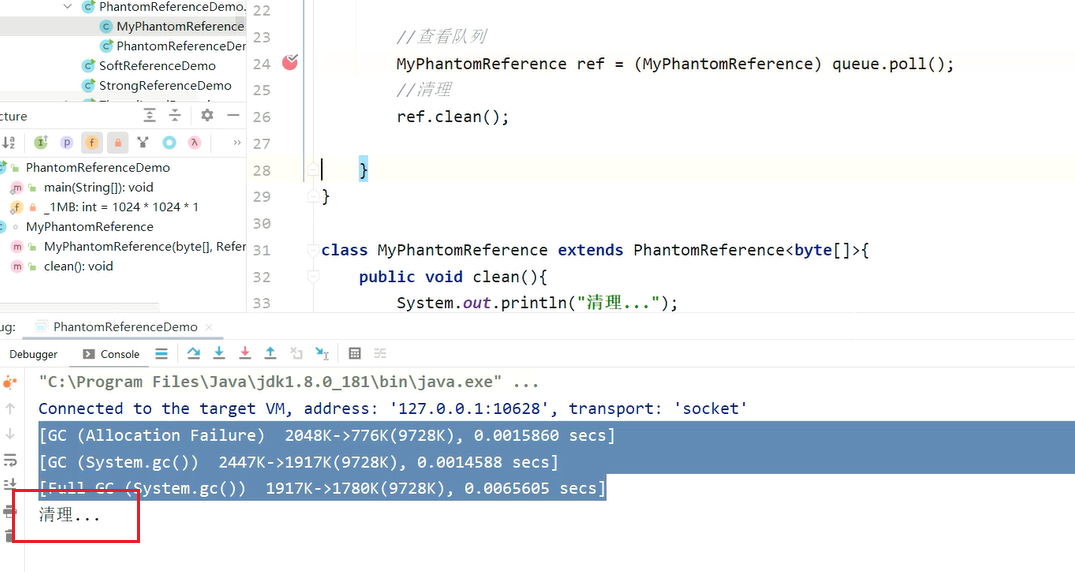 PhantomReferenceDemo.
MyPhantomReference
PhantomReferenceDer
SoftReferenceDemo
StrongReferenceDemo
cture
PhantomReferenceDemo
main(String[]): void
_1MB: int = 1024 * 1024 * 1
MyPhantomReference
MyPhantomReference(byte[], Refer
clean(): void
22
23 //查看队列
24 MyPhantomReference ref = (MyPhantomReference) queue.poll();
25 //清理
26 ref.clean();
27
28 }
29 }
30
31 class MyPhantomReference extends PhantomReference<byte[]>{
32 public void clean(){
33 System.out.println("清理...");
ug: PhantomReferenceDemo
Debugger Console
"C:\Program Files\Java\jdk1.8.0_181\bin\java.exe" ...
Connected to the target VM, address: '127.0.0.1:10628', transport: 'socket'
[GC (Allocation Failure)  2048K->776K(9728K), 0.0015860 secs]
[GC (System.gc())  2447K->1917K(9728K), 0.0014588 secs]
[Full GC (System.gc())  1917K->1780K(9728K), 0.0065605 secs]
清理...